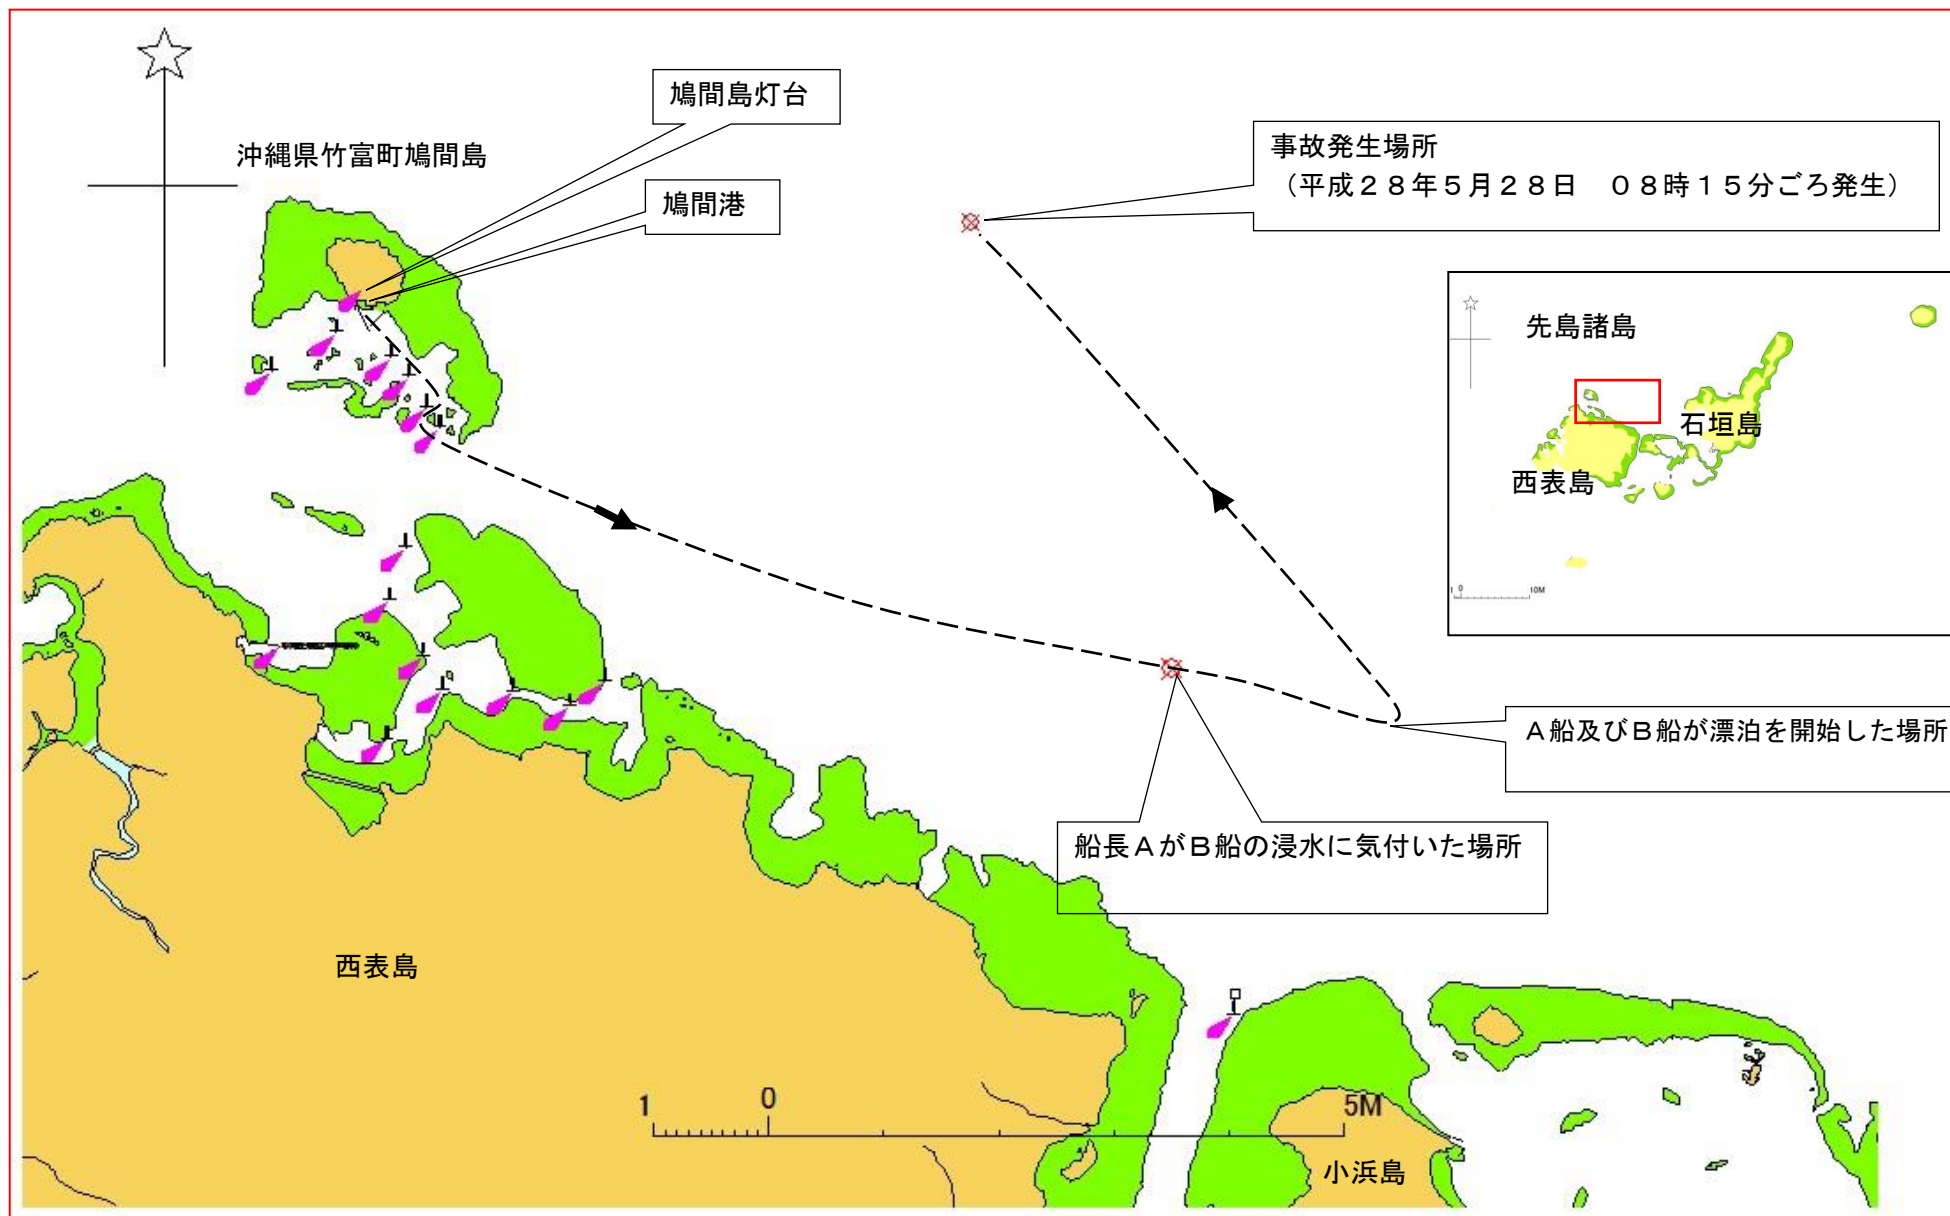 鳩間島灯台
沖縄県竹富町鳩間島
鳩間港
事故発生場所
（平成２８年５月２８日　０８時１５分ごろ発生）
先島諸島
石垣島
西表島
1 0 10M
Ａ船及びＢ船が漂泊を開始した場所
船長ＡがＢ船の浸水に気付いた場所
西表島
1 0 5M
小浜島